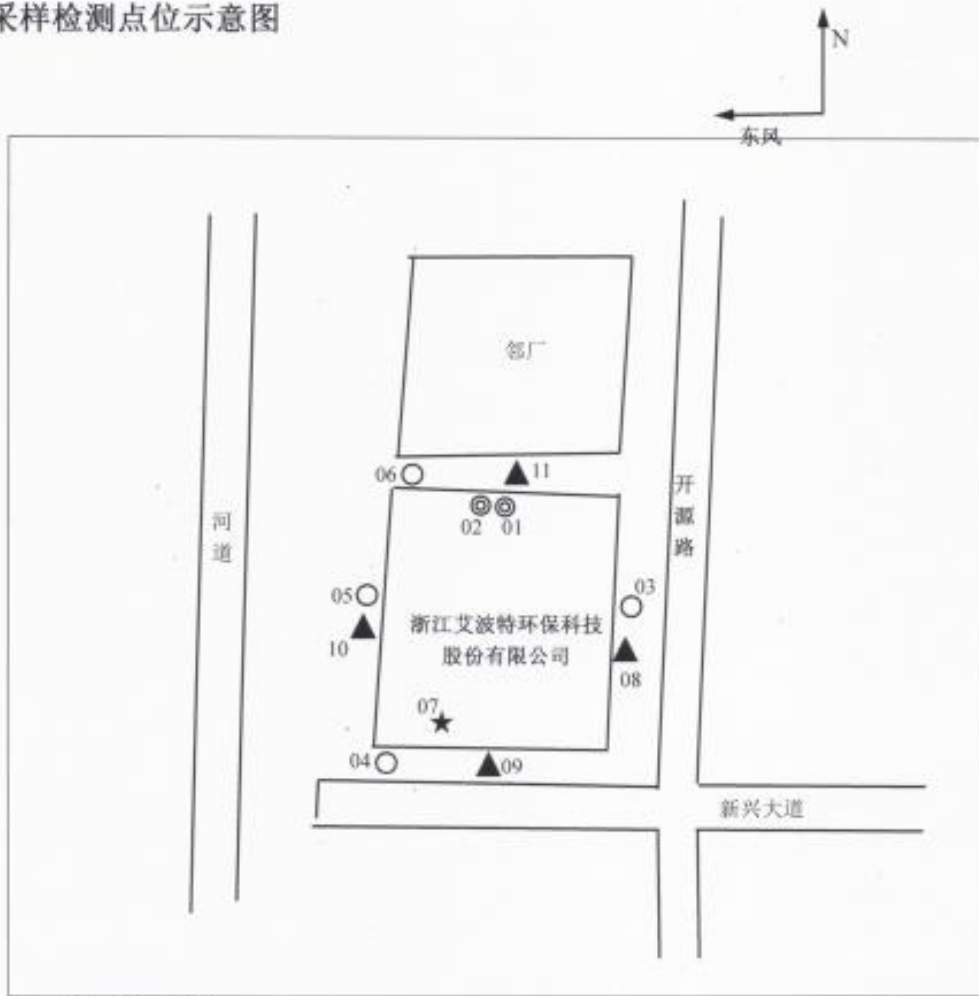 采样检测点位示意图
N
东风
邻厂
06
11
02
01
开源路
河道
05
03
浙江艾波特环保科技
股份有限公司
10
08
07
04
09
新兴大道